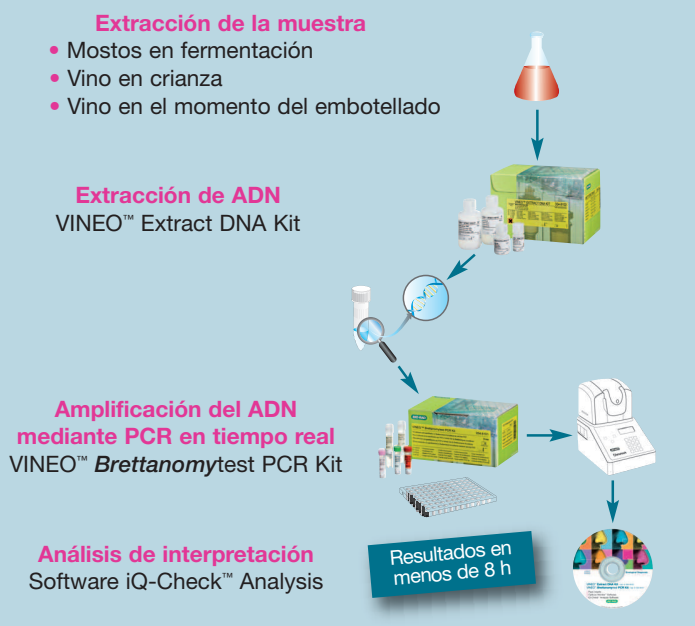 Extracción de la muestra
• Mostos en fermentación
• Vino en crianza
• Vino en el momento del embotellado
Extracción de ADN
VINEO™ Extract DNA Kit
Amplificación del ADN
mediante PCR en tiempo real
VINEO™ Brettanomytest PCR Kit
Análisis de interpretación
Software iQ-Check™ Analysis
Resultados en
menos de 8 h